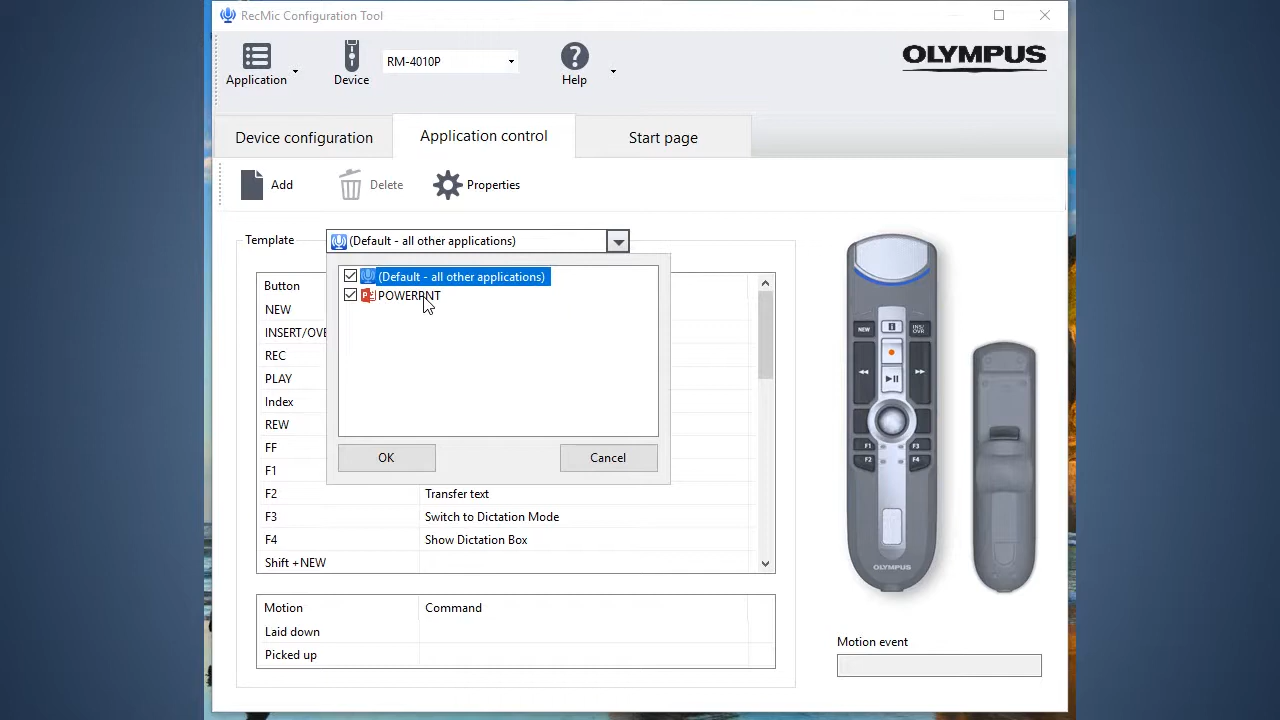 RecMic Configuration Tool
Application
Device
RM-4010P
Help
OLYMPUS
Device configuration
Application control
Start page
Add
Delete
Properties
Template
(Default - all other applications)
(Default - all other applications)
POWERPNT
OK
Cancel
Button
NEW
INSERT/OVE
REC
PLAY
Index
REW
FF
F1
F2 Transfer text
F3 Switch to Dictation Mode
F4 Show Dictation Box
Shift +NEW
Motion Command
Laid down
Picked up
NEW
INS/
OVR
F1
F3
F2
F4
OLYMPUS
Motion event